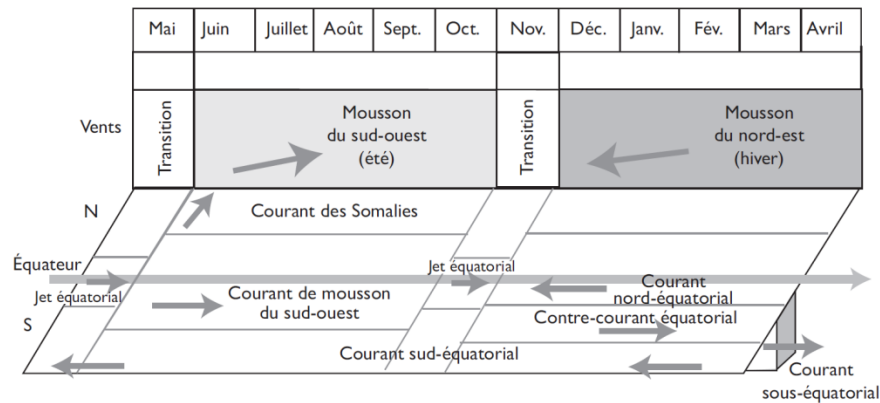 Mai Juin Juillet Août Sept. Oct. Nov. Déc. Janv. Fév. Mars Avril
Vents
Transition
Mousson
du sud-ouest
(été)
Transition
Mousson
du nord-est
(hiver)
N
Courant des Somalies
Équateur
Jet équatorial
Jet équatorial
Courant
nord-équatorial
Courant de mousson
du sud-ouest
Contre-courant équatorial
S
Courant sud-équatorial
Courant
sous-équatorial